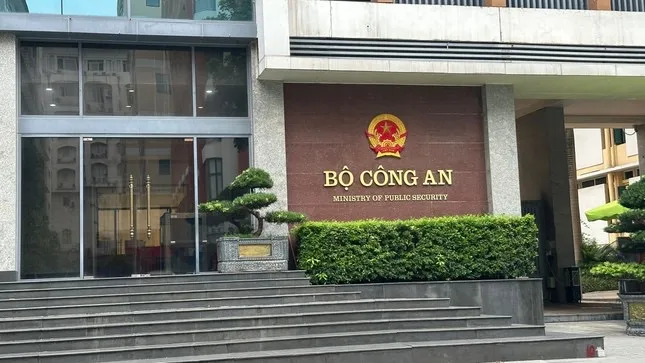 BỘ CÔNG AN
MINISTRY OF PUBLIC SECURITY